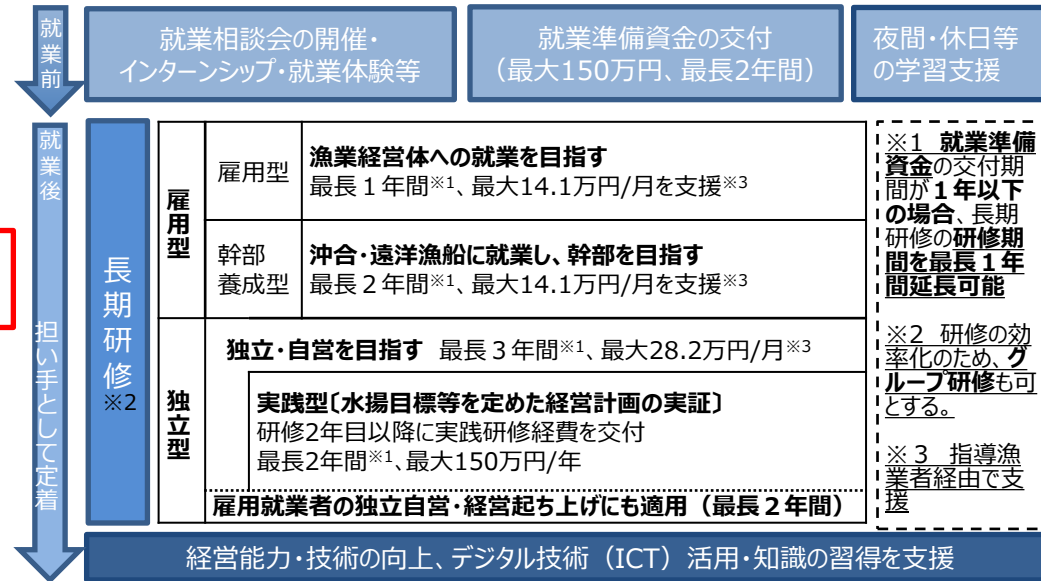 就業前
就業相談会の開催・
インターンシップ・就業体験等
就業準備資金の交付
（最大150万円、最長2年間）
夜間・休日等
の学習支援
就業後
担い手として定着
長期研修
※2
雇用型
雇用型
漁業経営体への就業を目指す
最長１年間※1、最大14.1万円/月を支援※3
幹部
養成型
沖合・遠洋漁船に就業し、幹部を目指す
最長２年間※1、最大14.1万円/月を支援※3
独立型
独立・自営を目指す 最長３年間※1、最大28.2万円/月※3
実践型〔水揚目標等を定めた経営計画の実証〕
研修2年目以降に実践研修経費を交付
最長2年間※1、最大150万円/年
雇用就業者の独立自営・経営起ち上げにも適用（最長２年間）
※1 就業準備
資金の交付期
間が１年以下
の場合、長期
研修の研修期
間を最長１年
間延長可能
※2 研修の効
率化のため、グ
ループ研修も可
とする。
※３ 指導漁
業者経由で支
援
経営能力・技術の向上、デジタル技術（ICT）活用・知識の習得を支援